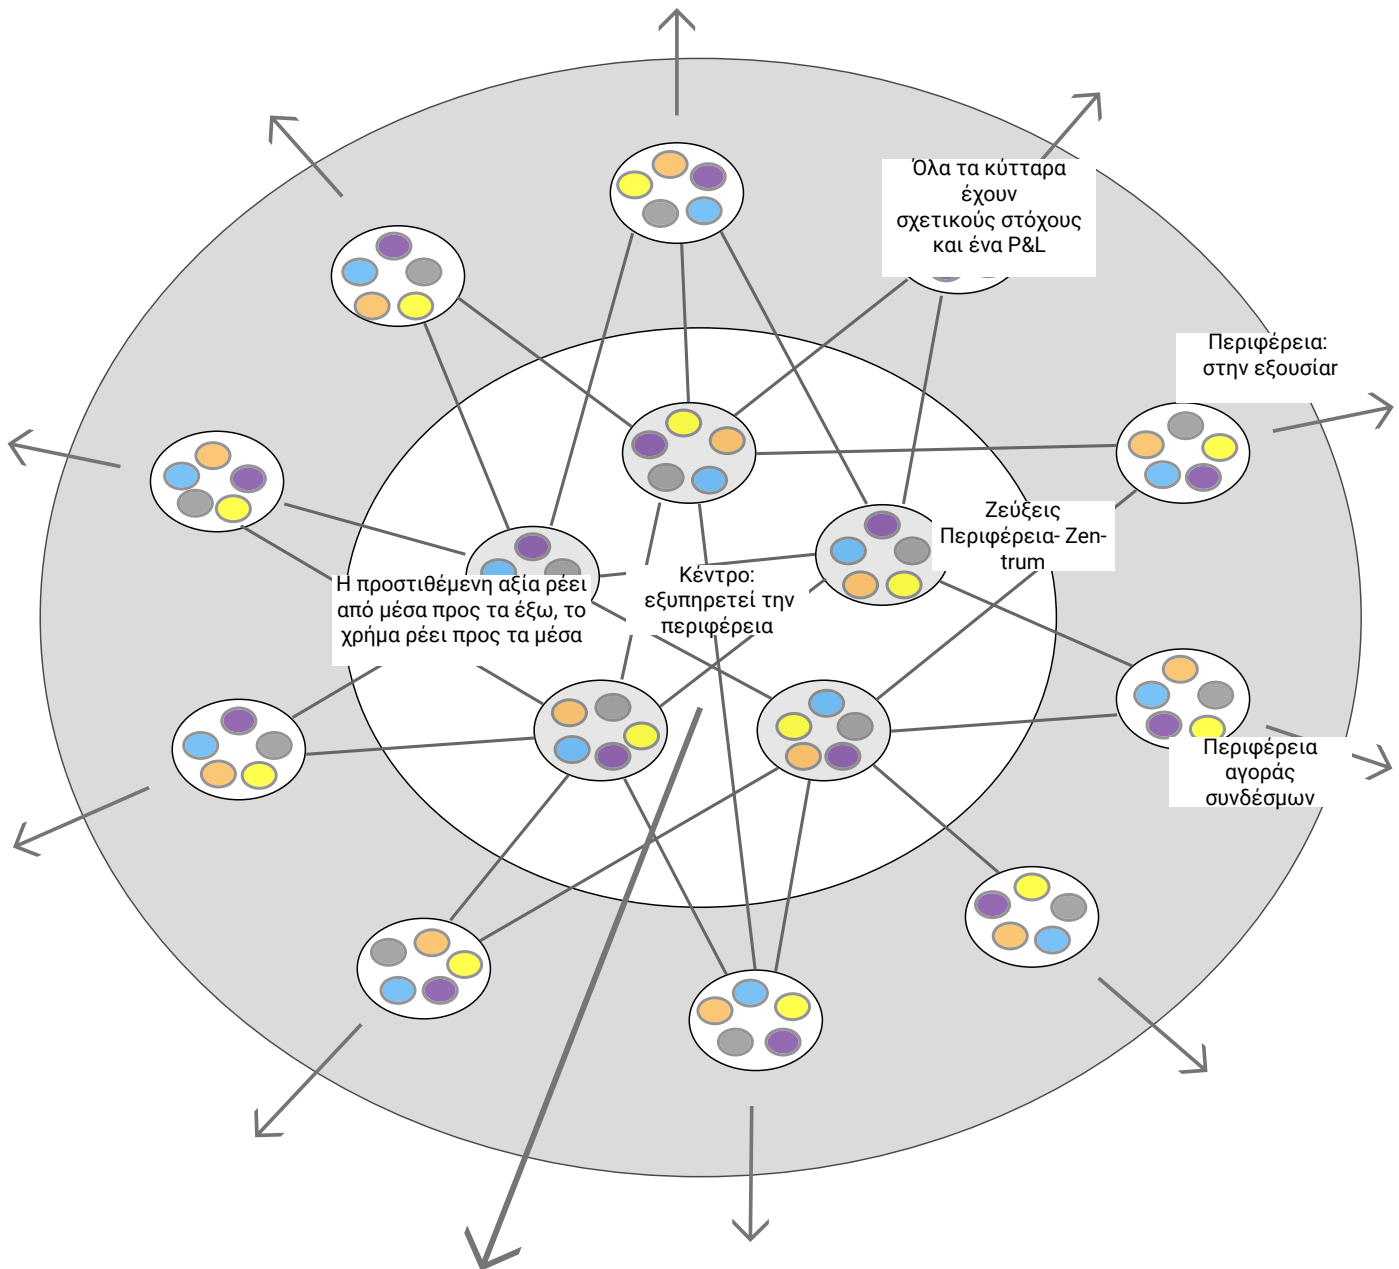 Όλα τα κύτταρα
έχουν
σχετικούς στόχους
και ένα P&L
Περιφέρεια:
στην εξουσίαr
Ζεύξεις
Περιφέρεια- Zen-
trum
Κέντρο:
εξυπηρετεί την
περιφέρεια
Η προστιθέμενη αξία ρέει
από μέσα προς τα έξω, το
χρήμα ρέει προς τα μέσα
Περιφέρεια
αγοράς
συνδέσμων